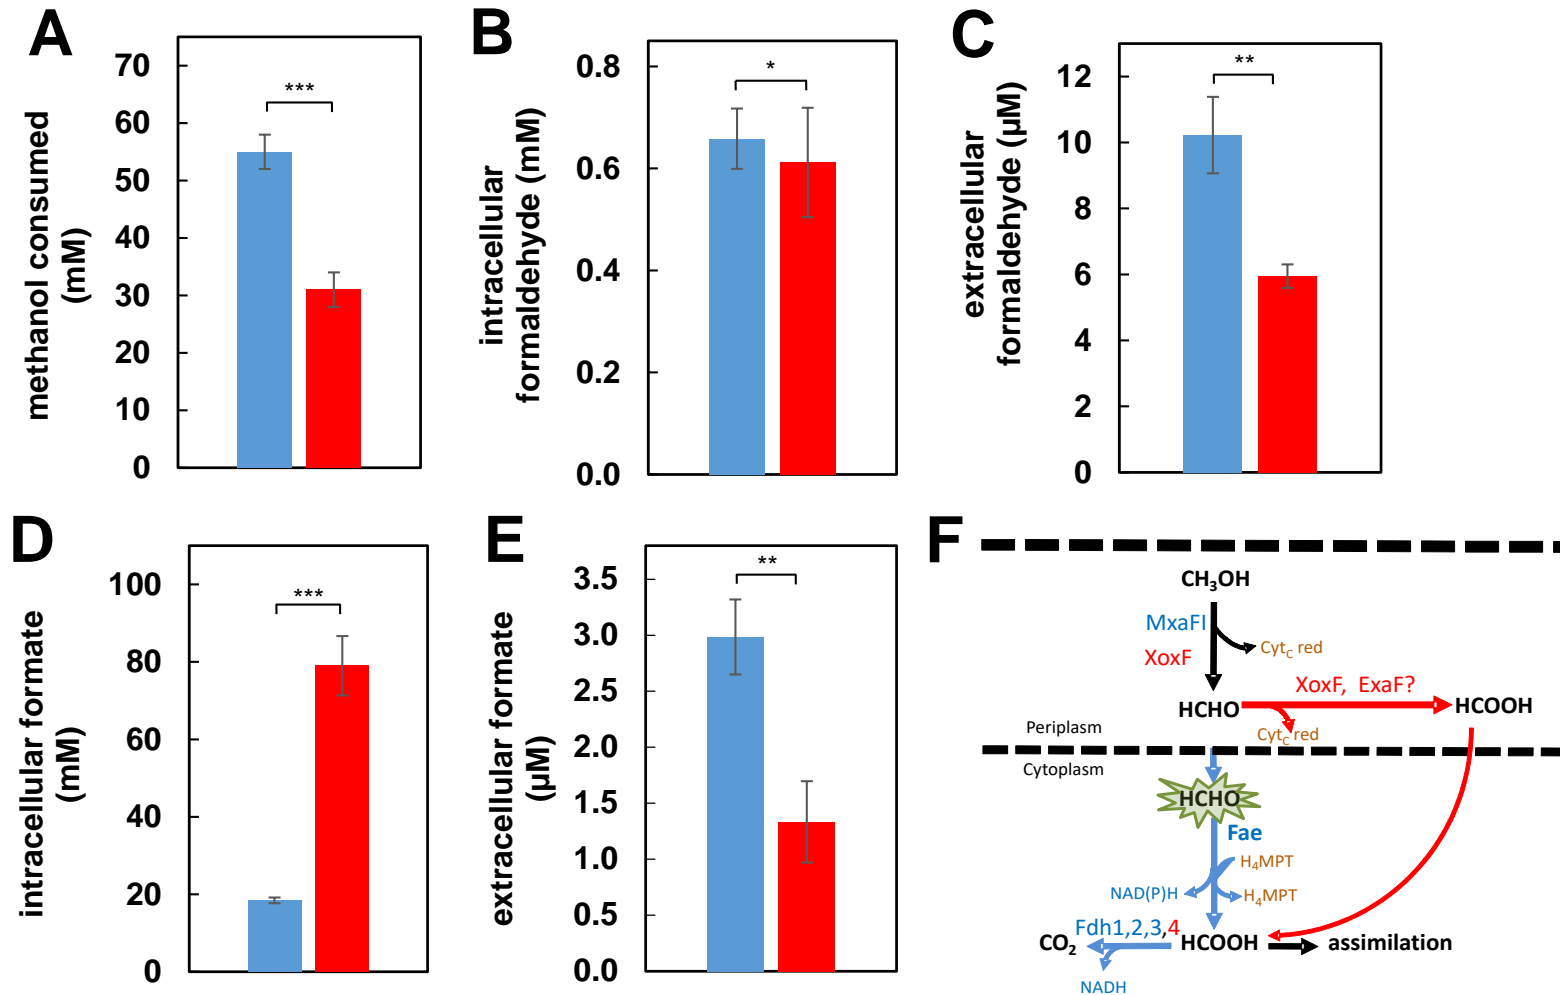 A
methanol consumed
(mM)
70
60
50
40
30
20
10
0
***
B
intracellular
formaldehyde (mM)
0.8
0.6
0.4
0.2
0.0
*
C
extracellular
formaldehyde (µM)
12
10
8
6
4
2
0
**
D
intracellular formate
(mM)
100
80
60
40
20
0
***
E
extracellular formate
(µM)
3.5
3.0
2.5
2.0
1.5
1.0
0.5
0.0
**
F
CH₃OH
MxaFI
Cyt꜀ red
XoxF
XoxF, ExaF?
HCHO
HCOOH
Cyt꜀ red
Periplasm
Cytoplasm
HCHO
Fae
H₄MPT
NAD(P)H
H₄MPT
Fdh1,2,3,4
CO₂
HCOOH
assimilation
NADH